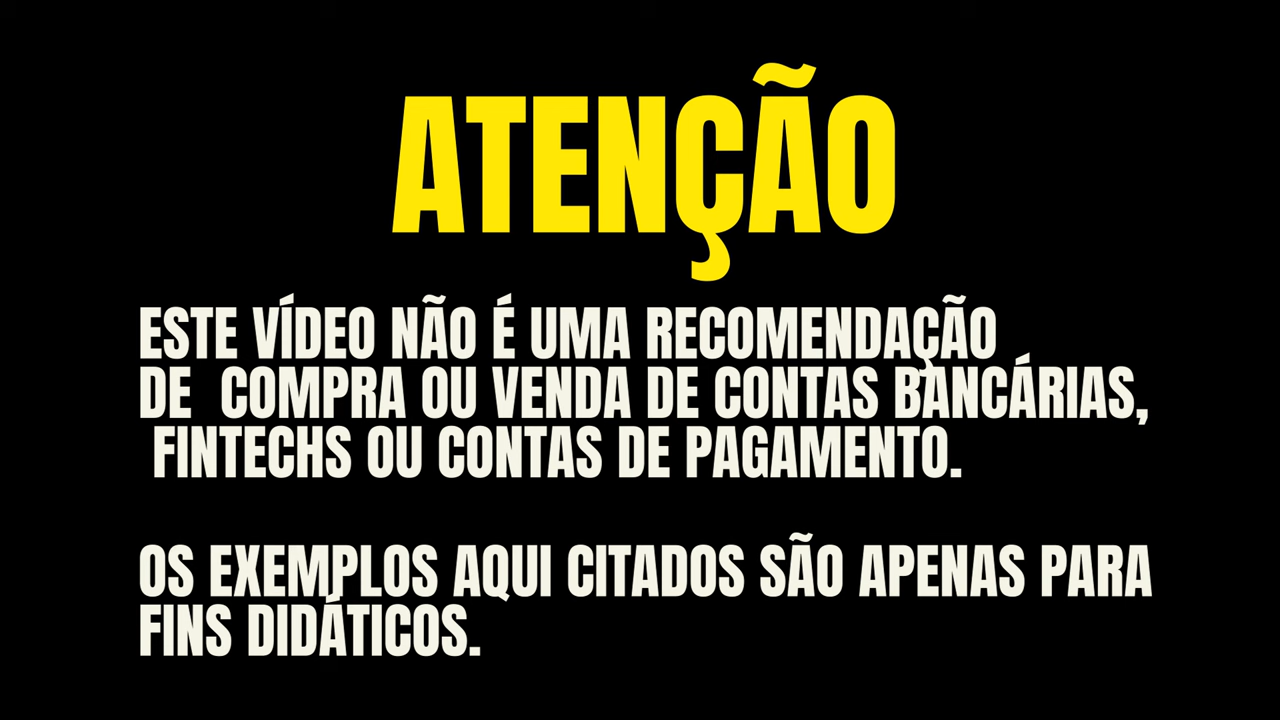 ATENÇÃO
ESTE VÍDEO NÃO É UMA RECOMENDAÇÃO
DE COMPRA OU VENDA DE CONTAS BANCÁRIAS,
FINTECHS OU CONTAS DE PAGAMENTO.
OS EXEMPLOS AQUI CITADOS SÃO APENAS PARA
FINS DIDÁTICOS.